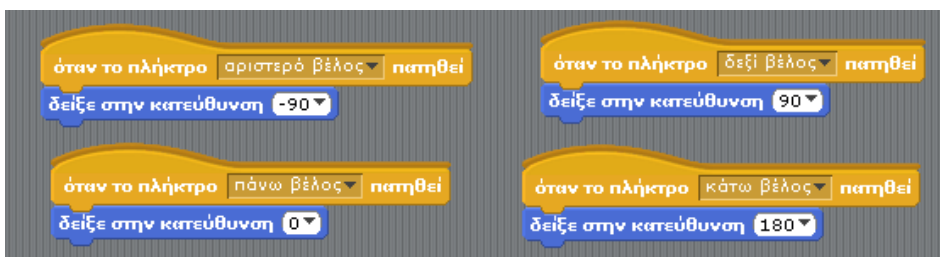 όταν το πλήκτρο αριστερό βέλος πατηθεί
δείξε στην κατεύθυνση -90
όταν το πλήκτρο δεξί βέλος πατηθεί
δείξε στην κατεύθυνση 90
όταν το πλήκτρο πάνω βέλος πατηθεί
δείξε στην κατεύθυνση 0
όταν το πλήκτρο κάτω βέλος πατηθεί
δείξε στην κατεύθυνση 180